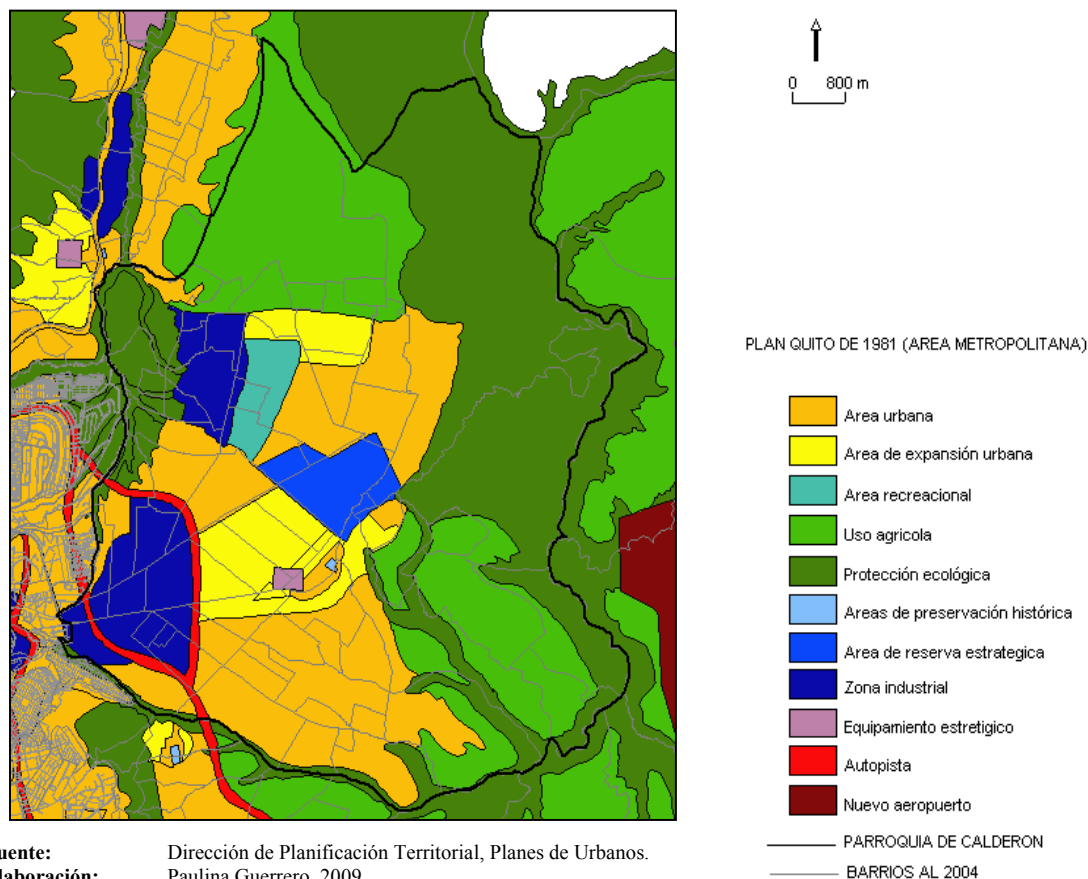 0 800 m
PLAN QUITO DE 1981 (AREA METROPOLITANA)
Area urbana
Area de expansión urbana
Area recreacional
Uso agricola
Protección ecológica
Areas de preservación histórica
Area de reserva estrategica
Zona industrial
Equipamiento estretigico
Autopista
Nuevo aeropuerto
PARROQUIA DE CALDERON
BARRIOS AL 2004
uente: Dirección de Planificación Territorial, Planes de Urbanos.
laboración: Paulina Guerrero, 2009